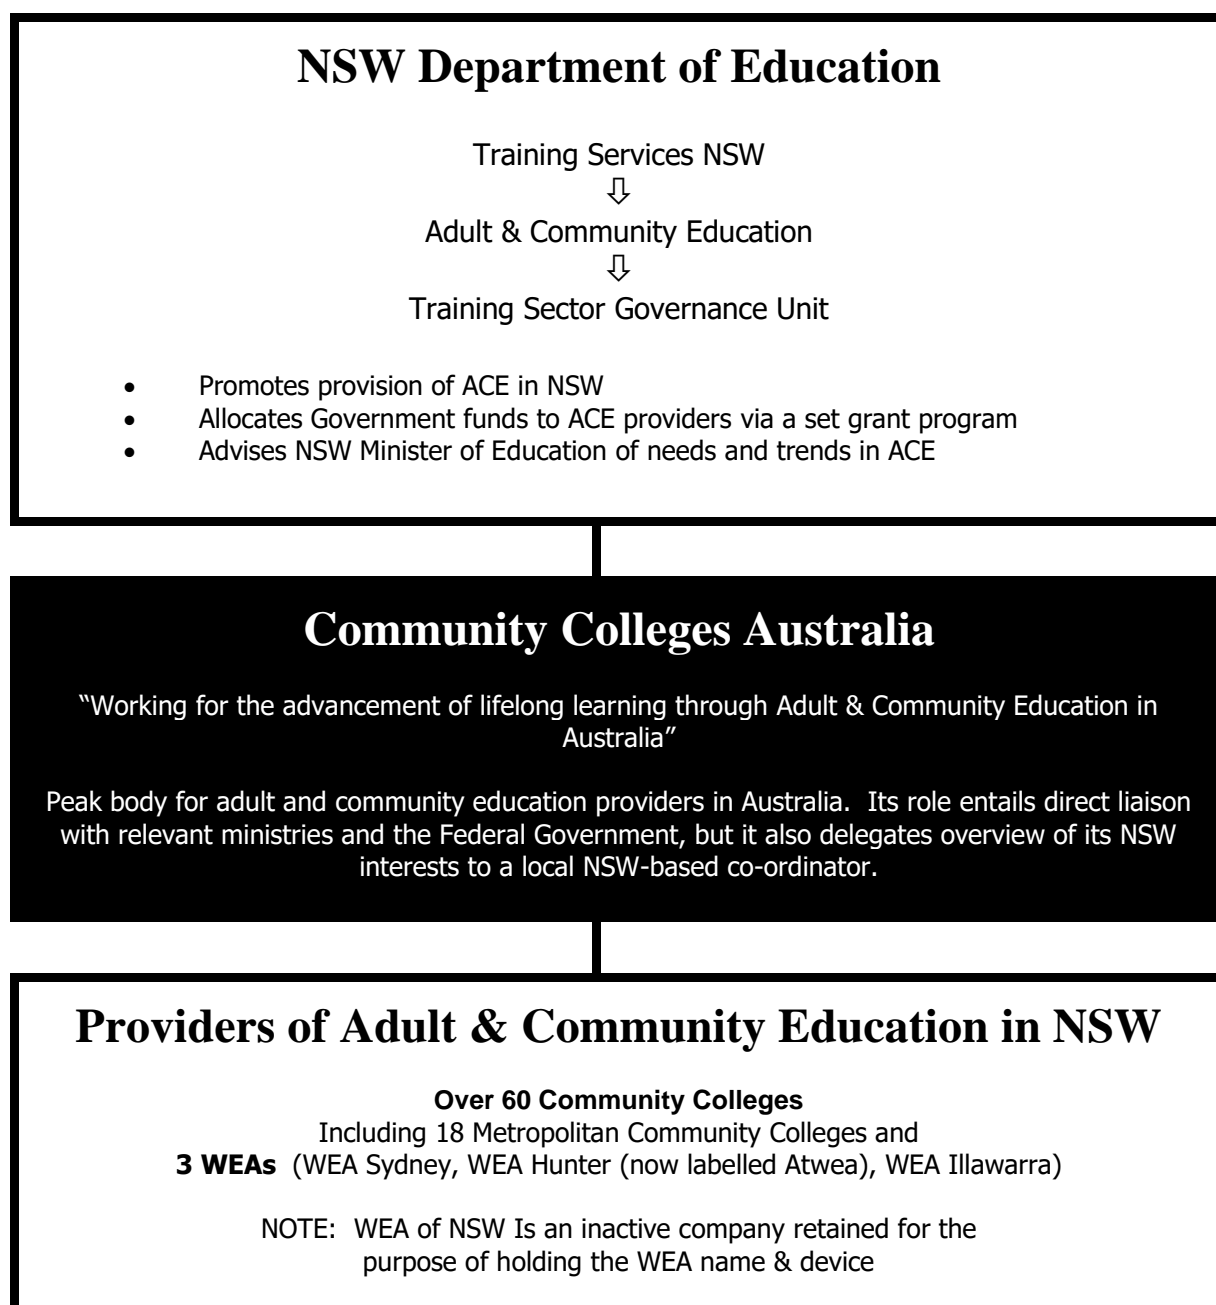 NSW Department of Education
Training Services NSW
⇩
Adult & Community Education
⇩
Training Sector Governance Unit
• Promotes provision of ACE in NSW
• Allocates Government funds to ACE providers via a set grant program
• Advises NSW Minister of Education of needs and trends in ACE
Community Colleges Australia
“Working for the advancement of lifelong learning through Adult & Community Education in
Australia”
Peak body for adult and community education providers in Australia.  Its role entails direct liaison
with relevant ministries and the Federal Government, but it also delegates overview of its NSW
interests to a local NSW-based co-ordinator.
Providers of Adult & Community Education in NSW
Over 60 Community Colleges
Including 18 Metropolitan Community Colleges and
3 WEAs  (WEA Sydney, WEA Hunter (now labelled Atwea), WEA Illawarra)
NOTE:  WEA of NSW Is an inactive company retained for the
purpose of holding the WEA name & device